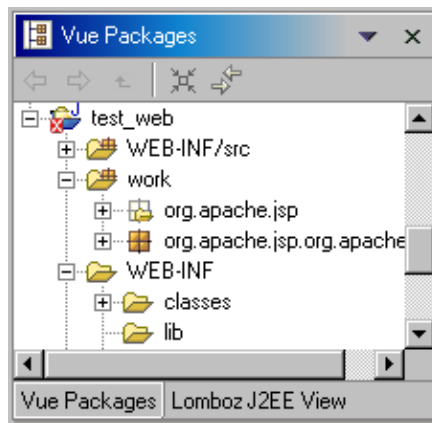 Vue Packages
test_web
WEB-INF/src
work
org.apache.jsp
org.apache.jsp.org.apache
WEB-INF
classes
lib
Vue Packages Lomboz J2EE View